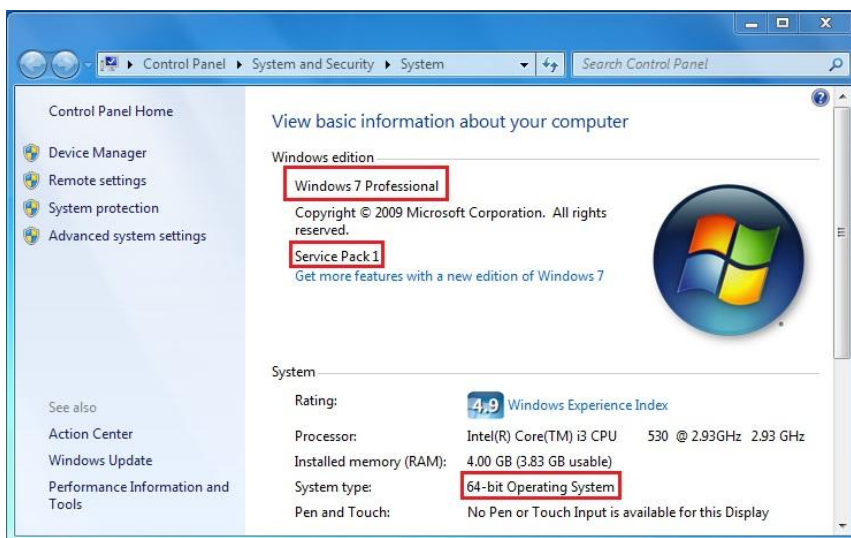 Control Panel System and Security System Search Control Panel
Control Panel Home
Device Manager
Remote settings
System protection
Advanced system settings
See also
Action Center
Windows Update
Performance Information and
Tools
View basic information about your computer
Windows edition
Windows 7 Professional
Copyright © 2009 Microsoft Corporation. All rights
reserved.
Service Pack 1
Get more features with a new edition of Windows 7
System
Rating: 4.9 Windows Experience Index
Processor: Intel(R) Core(TM) i3 CPU 530 @ 2.93GHz 2.93 GHz
Installed memory (RAM): 4.00 GB (3.83 GB usable)
System type: 64-bit Operating System
Pen and Touch: No Pen or Touch Input is available for this Display